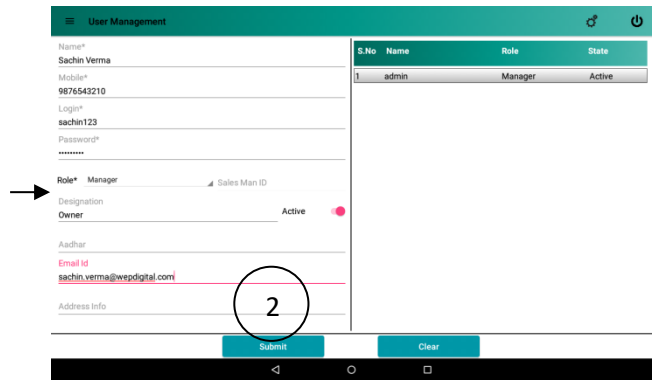 User Management
Name*
Sachin Verma
Mobile*
9876543210
Login*
sachin123
Password*
•••••••••
Role* Manager Sales Man ID
Designation
Owner Active
Aadhar
Email Id
sachin.verma@wepdigital.com
Address Info
2
S.No Name Role State
1 admin Manager Active
Submit Clear